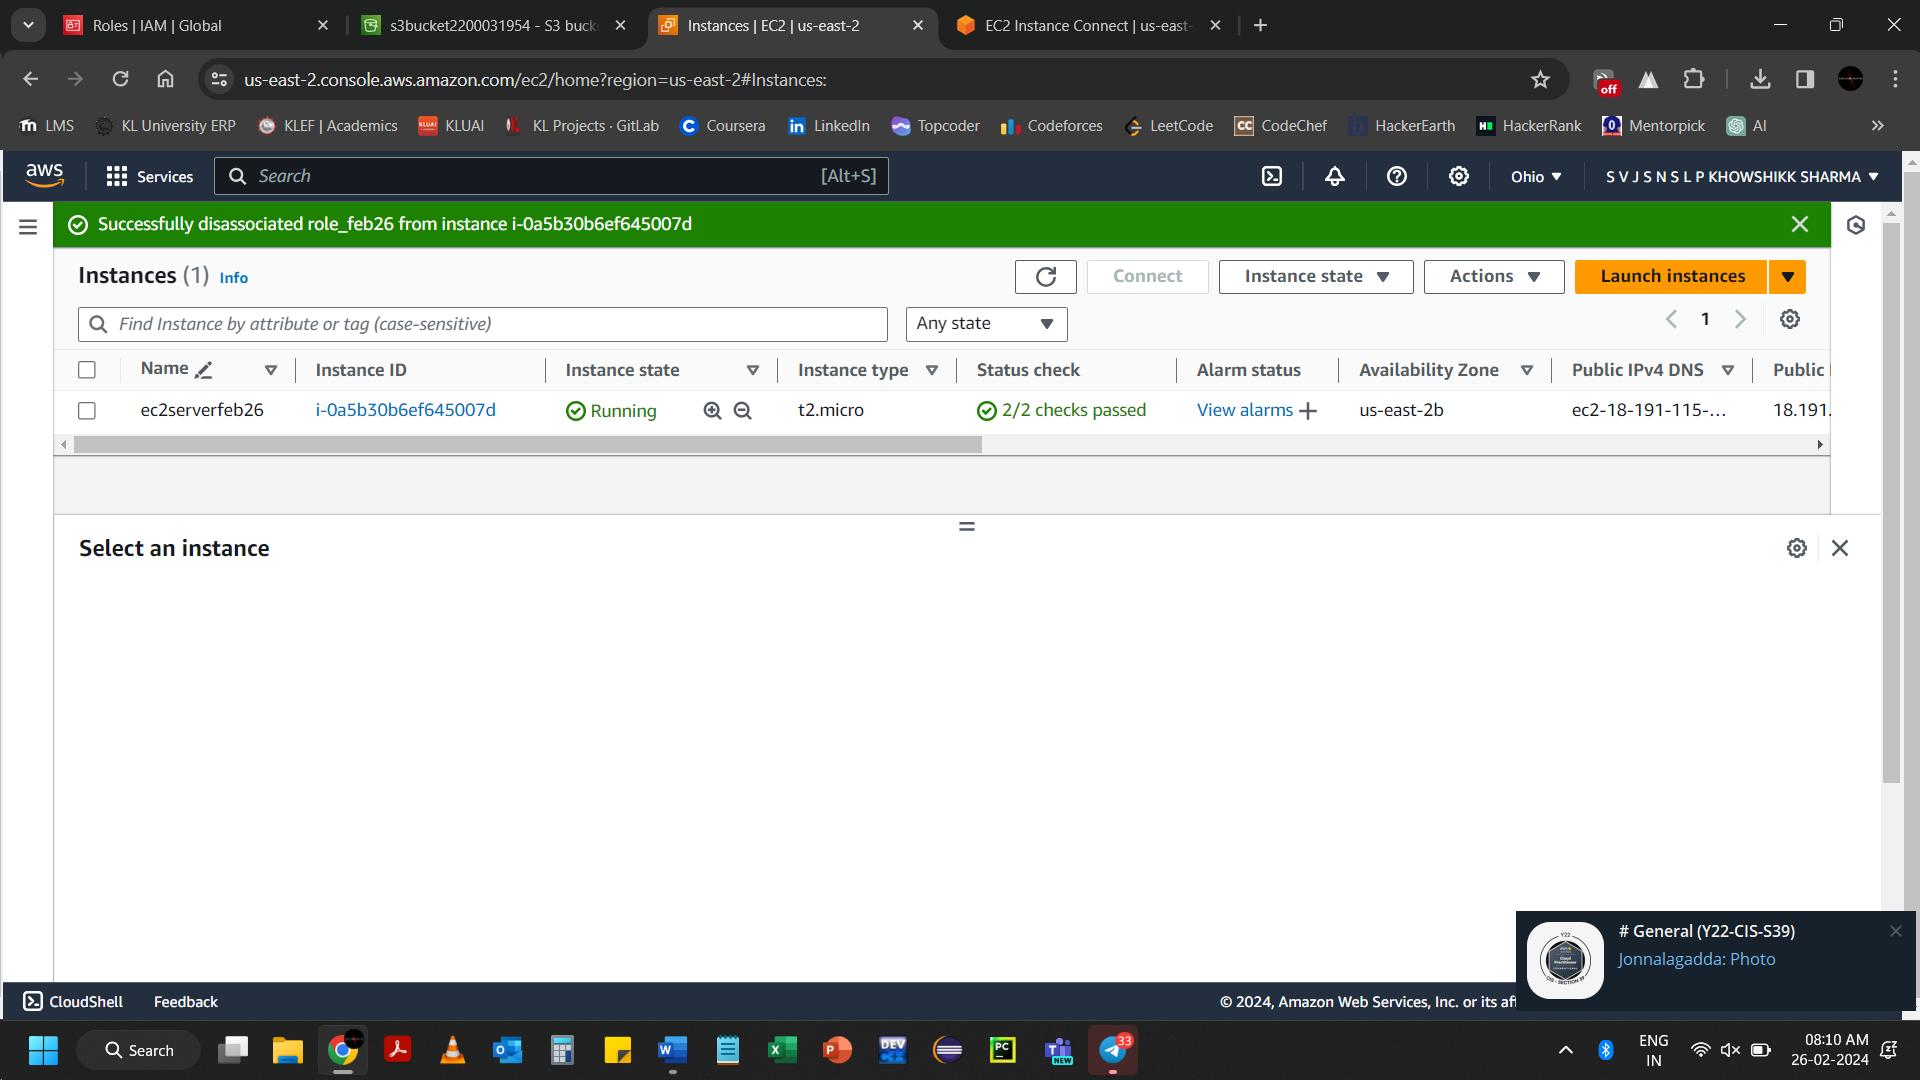 Roles | IAM | Global
s3bucket2200031954 - S3 buck
Instances | EC2 | us-east-2
EC2 Instance Connect | us-east-
us-east-2.console.aws.amazon.com/ec2/home?region=us-east-2#Instances:
off
LMS
KL University ERP
KLEF | Academics
KLUAI
KL Projects · GitLab
Coursera
LinkedIn
Topcoder
Codeforces
LeetCode
CodeChef
HackerEarth
HackerRank
Mentorpick
AI
aws
Services
Search
[Alt+S]
Ohio
S V J S N S L P KHOWSHIKK SHARMA
Successfully disassociated role_feb26 from instance i-0a5b30b6ef645007d
Instances (1) Info
Connect
Instance state
Actions
Launch instances
Find Instance by attribute or tag (case-sensitive)
Any state
1
Name
Instance ID
Instance state
Instance type
Status check
Alarm status
Availability Zone
Public IPv4 DNS
Public
ec2serverfeb26
i-0a5b30b6ef645007d
Running
t2.micro
2/2 checks passed
View alarms
us-east-2b
ec2-18-191-115-...
18.191.
Select an instance
# General (Y22-CIS-S39)
Jonnalagadda: Photo
CloudShell
Feedback
© 2024, Amazon Web Services, Inc. or its aff
Search
DEV
PC
NEW
33
ENG
IN
08:10 AM
26-02-2024